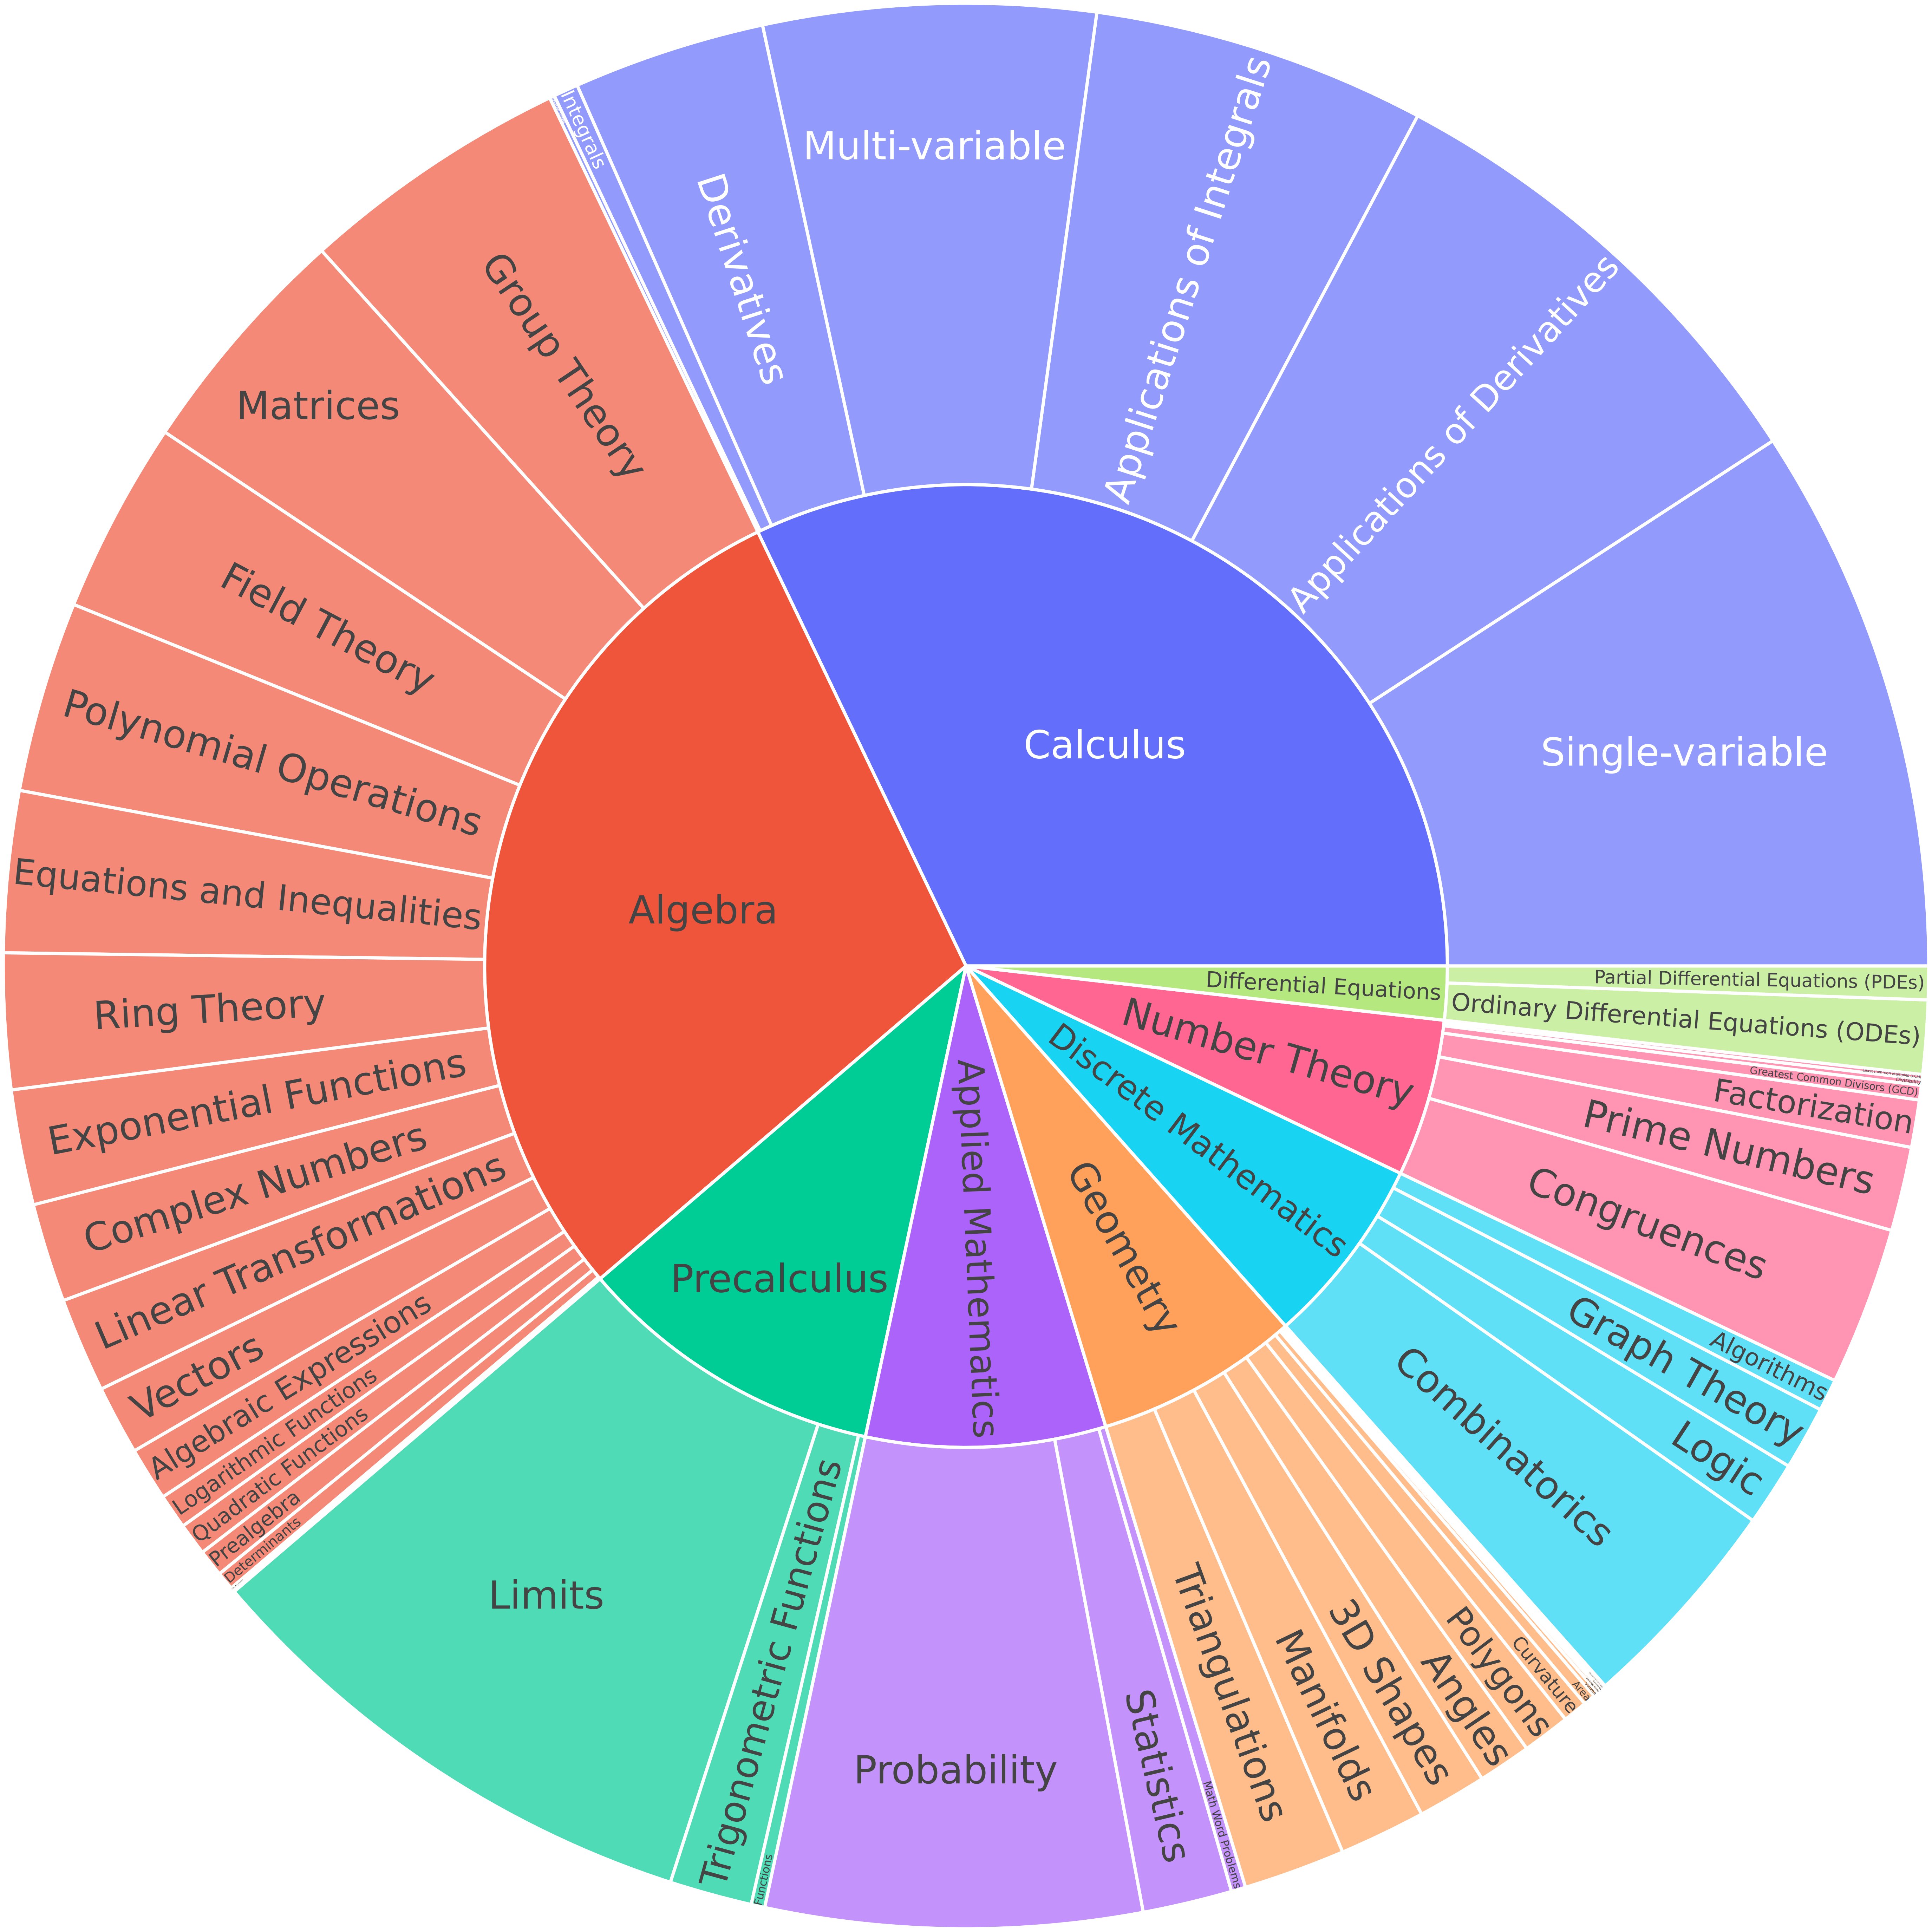 Calculus
Single-variable
Applications of Derivatives
Applications of Integrals
Multi-variable
Derivatives
Integrals
Algebra
Group Theory
Matrices
Field Theory
Polynomial Operations
Equations and Inequalities
Ring Theory
Exponential Functions
Complex Numbers
Linear Transformations
Vectors
Algebraic Expressions
Logarithmic Functions
Quadratic Functions
Prealgebra
Determinants
Precalculus
Limits
Trigonometric Functions
Functions
Applied Mathematics
Probability
Statistics
Math Word Problems
Geometry
Triangulations
Manifolds
3D Shapes
Angles
Polygons
Curvature
Area
Discrete Mathematics
Combinatorics
Logic
Graph Theory
Algorithms
Number Theory
Congruences
Prime Numbers
Factorization
Greatest Common Divisors (GCD)
Differential Equations
Ordinary Differential Equations (ODEs)
Partial Differential Equations (PDEs)